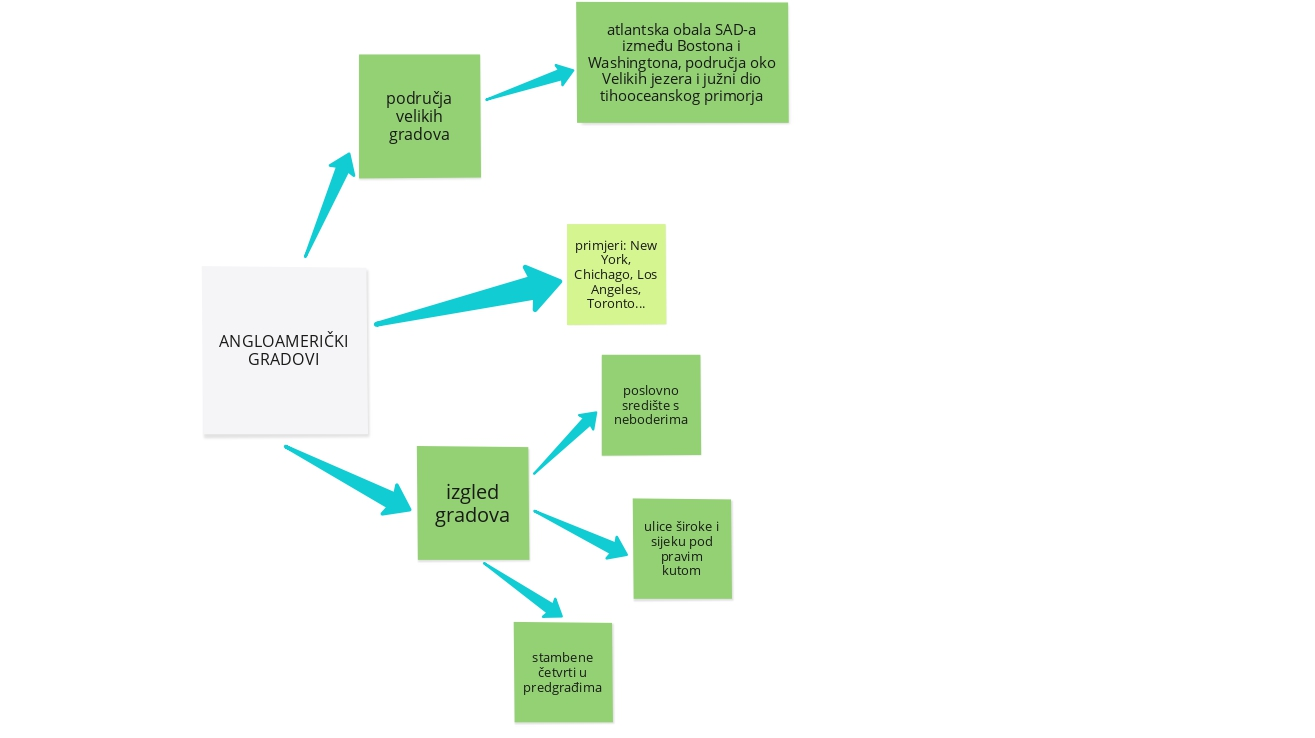 atlantska obala SAD-a
između Bostona i
Washingtona, područja oko
Velikih jezera i južni dio
tihooceanskog primorja
područja
velikih
gradova
primjeri: New
York,
Chichago, Los
Angeles,
Toronto...
ANGLOAMERIČKI
GRADOVI
poslovno
središte s
neboderima
izgled
gradova
ulice široke i
sijeku pod
pravim
kutom
stambene
četvrti u
predgrađima